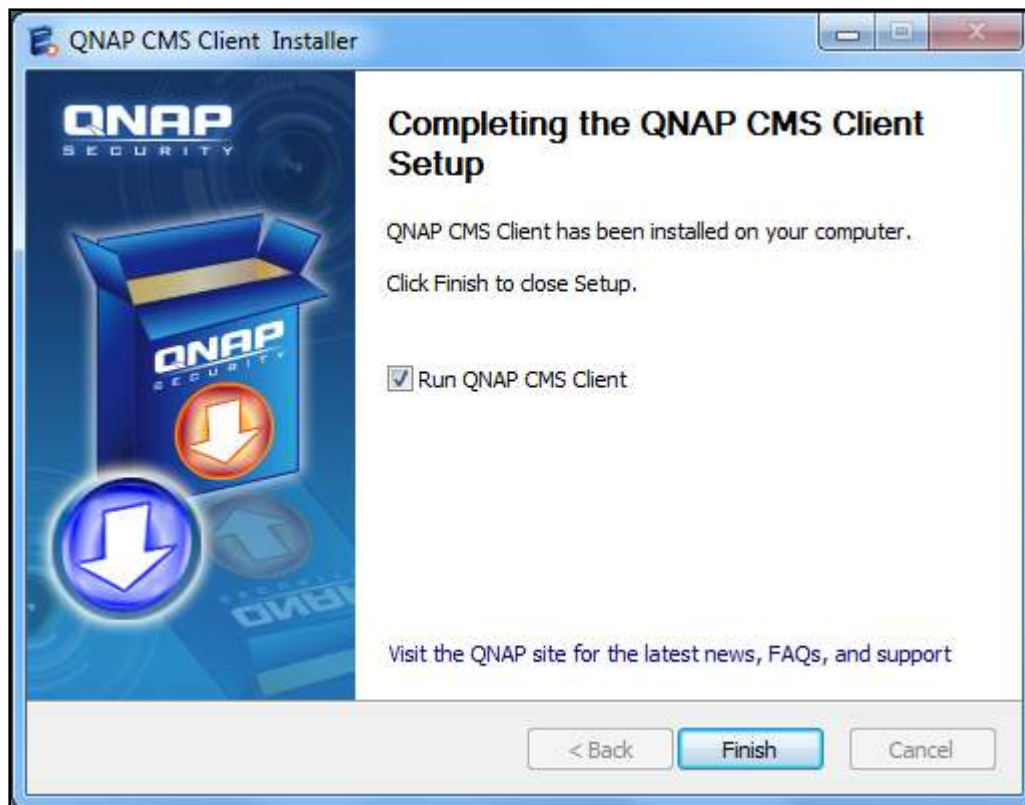 QNAP CMS Client Installer
QNAP
SECURITY
Completing the QNAP CMS Client
Setup
QNAP CMS Client has been installed on your computer.
Click Finish to close Setup.
QNAP
SECURITY
Run QNAP CMS Client
QNAP
SECURITY
Visit the QNAP site for the latest news, FAQs, and support
< Back
Finish
Cancel